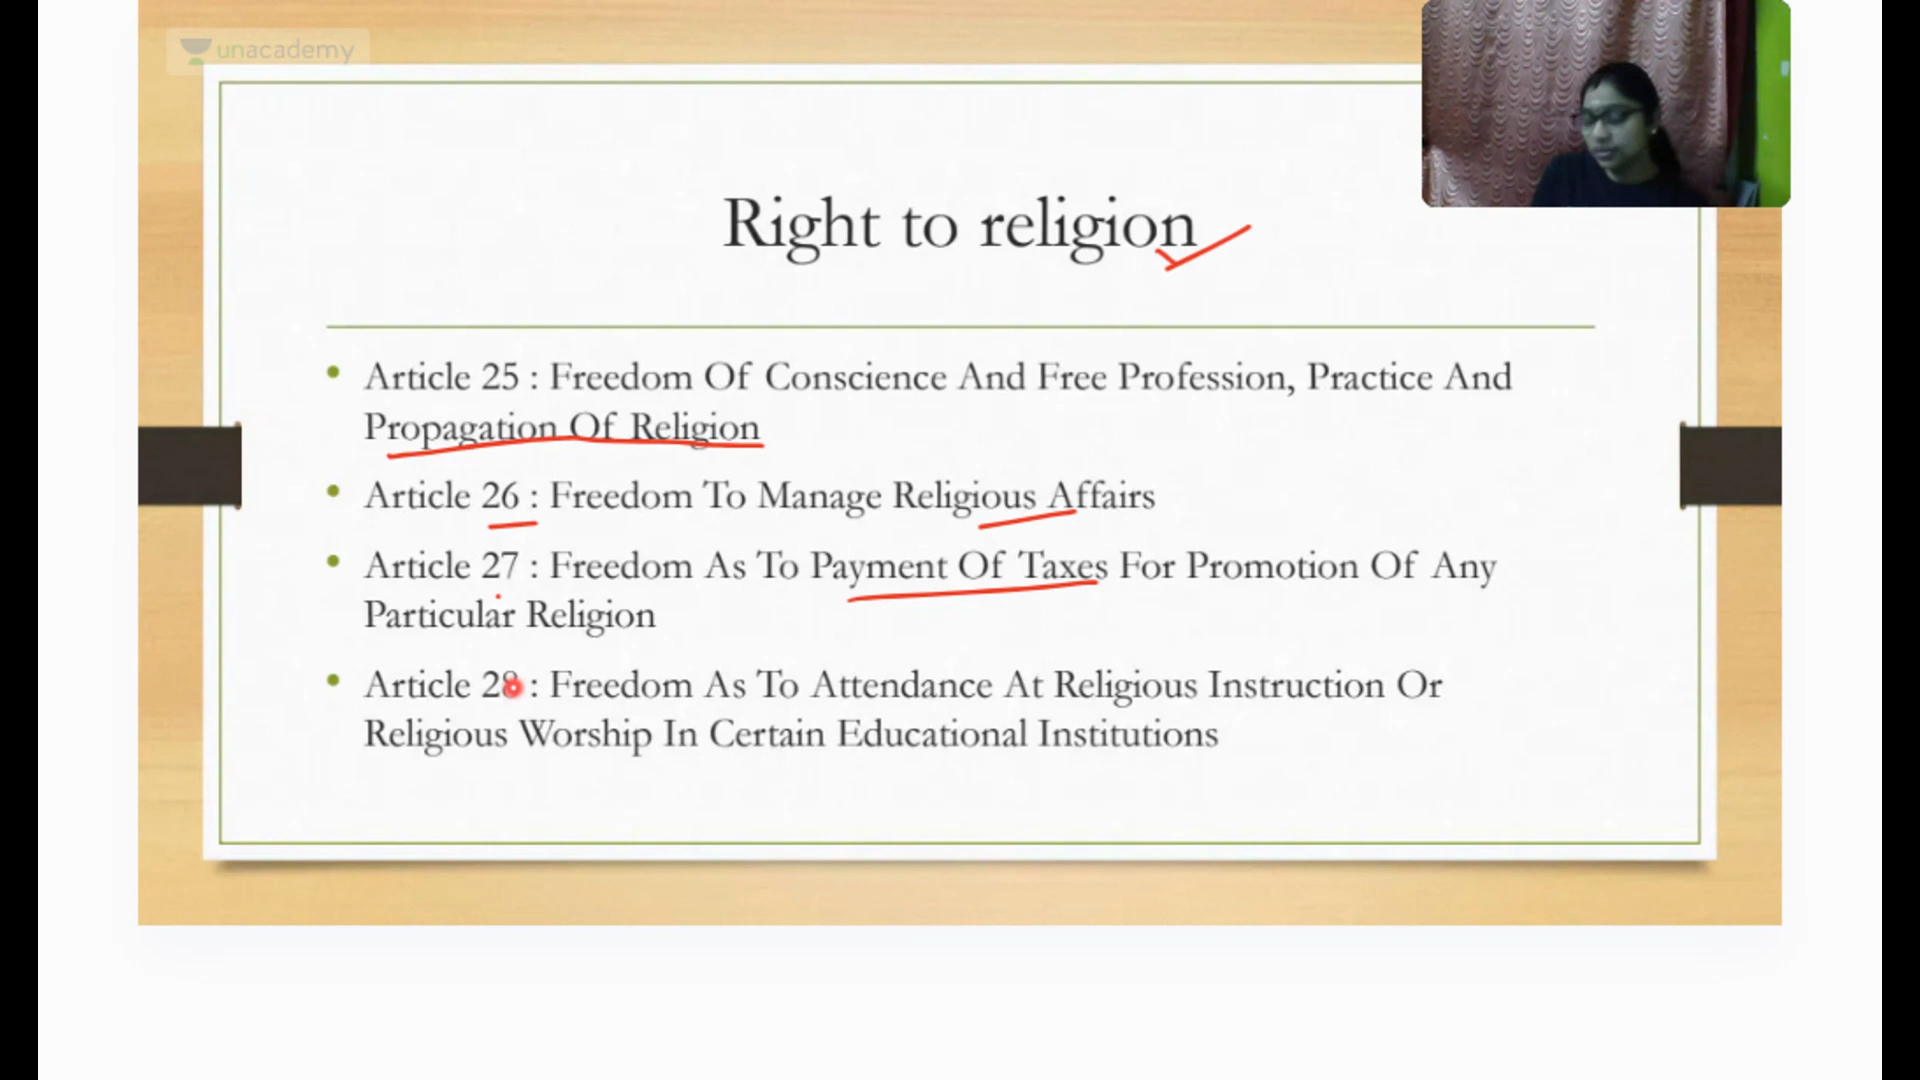 unacademy
Right to religion
Article 25 : Freedom Of Conscience And Free Profession, Practice And
Propagation Of Religion
Article 26 : Freedom To Manage Religious Affairs
Article 27 : Freedom As To Payment Of Taxes For Promotion Of Any
Particular Religion
Article 28 : Freedom As To Attendance At Religious Instruction Or
Religious Worship In Certain Educational Institutions